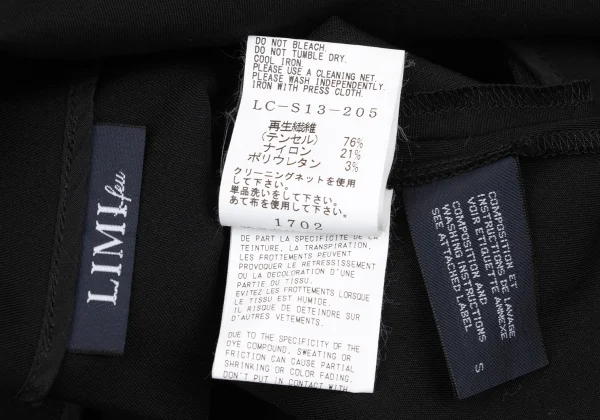 LIMI feu
DO NOT BLEACH.
DO NOT TUMBLE DRY.
COOL IRON.
PLEASE USE A CLEANING NET.
PLEASE WASH INDEPENDENTLY.
IRON WITH PRESS CLOTH.
LC-S13-205
再生繊維
(テンセル) 76%
ナイロン 21%
ポリウレタン 3%
クリーニングネットを使用
して下さい。
単品洗いをして下さい。
あて布を使用して下さい。
1702
DE PART LA SPECIFICITE DE LA
TEINTURE, LA TRANSPIRATION,
LES FROTTEMENTS PEUVENT
PROVOQUER LE RETRESSISSEMENT
OU LA DECOLORATION D'UNE
PARTIE DU TISSU.
EVITEZ LES FROTTEMENTS LORSQUE
LE TISSU EST HUMIDE.
IL RISQUE DE DETEINDRE SUR
D'AUTRES VETEMENTS.
DUE TO THE SPECIFICITY OF THE
DYE COMPOUND, SWEATING OR
FRICTION CAN CAUSE PARTIAL
SHRINKING OR COLOR FADING.
DON'T PUT IN CONTACT WITH
COMPOSITION ET
INSTRUCTIONS DE LAVAGE
VOIR ETIQUETTE ANNEXE
COMPOSITION AND
WASHING INSTRUCTIONS
SEE ATTACHED LABEL
S